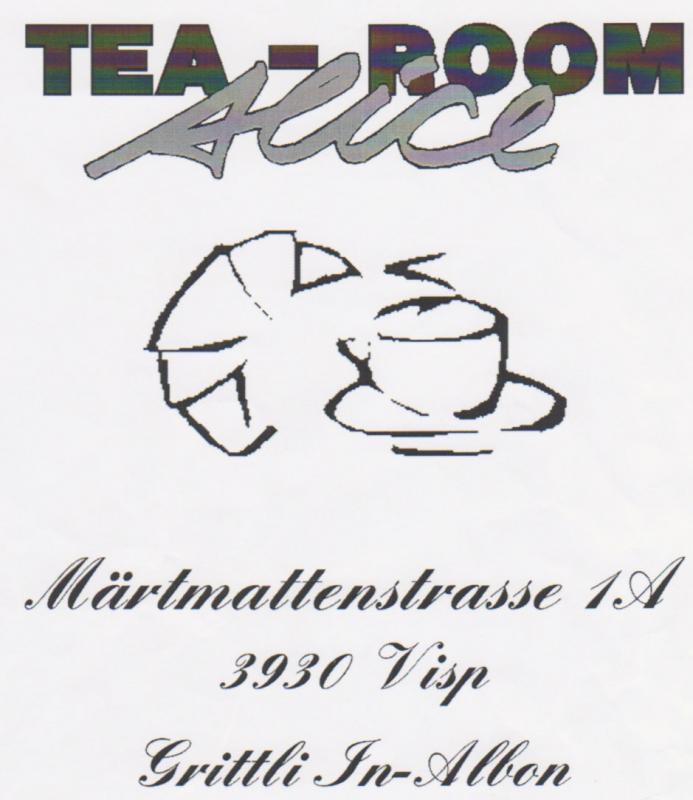 TEA - ROOM
Alice
Märtmattenstrasse 1A
3930 Visp
Grittli In-Albon